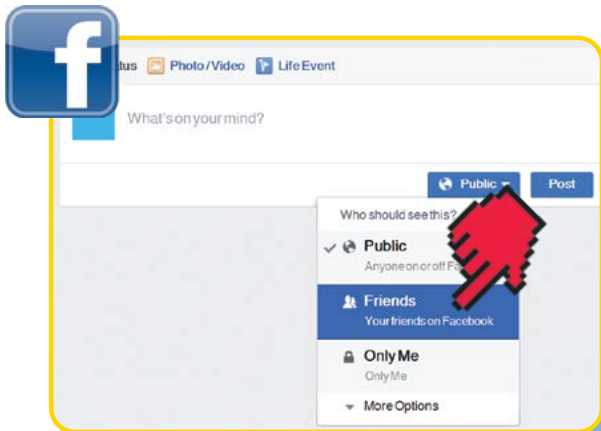 f
tus Photo/Video Life Event
What's on your mind?
Public Post
Who should see this?
Public
Anyone on or off Fa
Friends
Your friends on Facebook
Only Me
Only Me
More Options